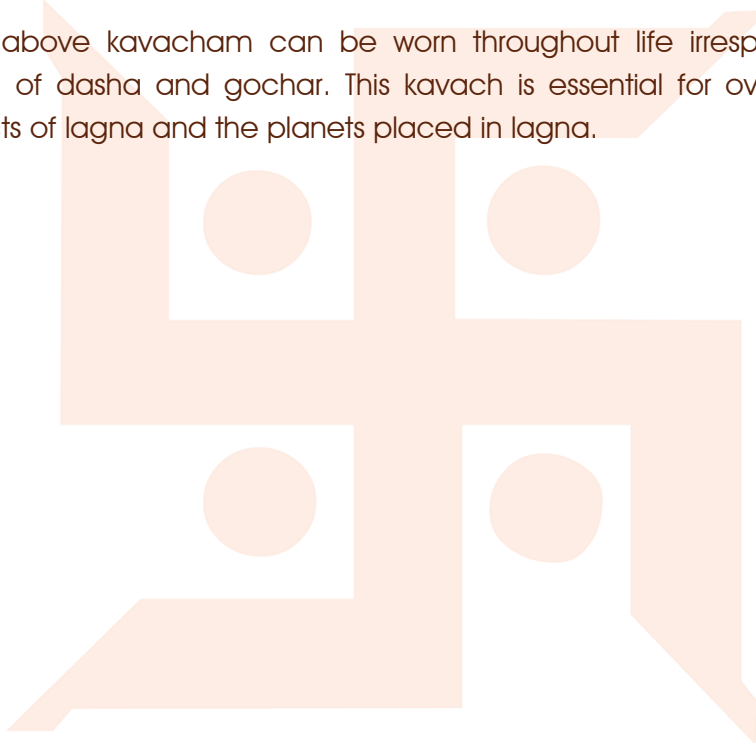 above kavacham can be worn throughout life irresp
of dasha and gochar. This kavach is essential for ov
ts of lagna and the planets placed in lagna.